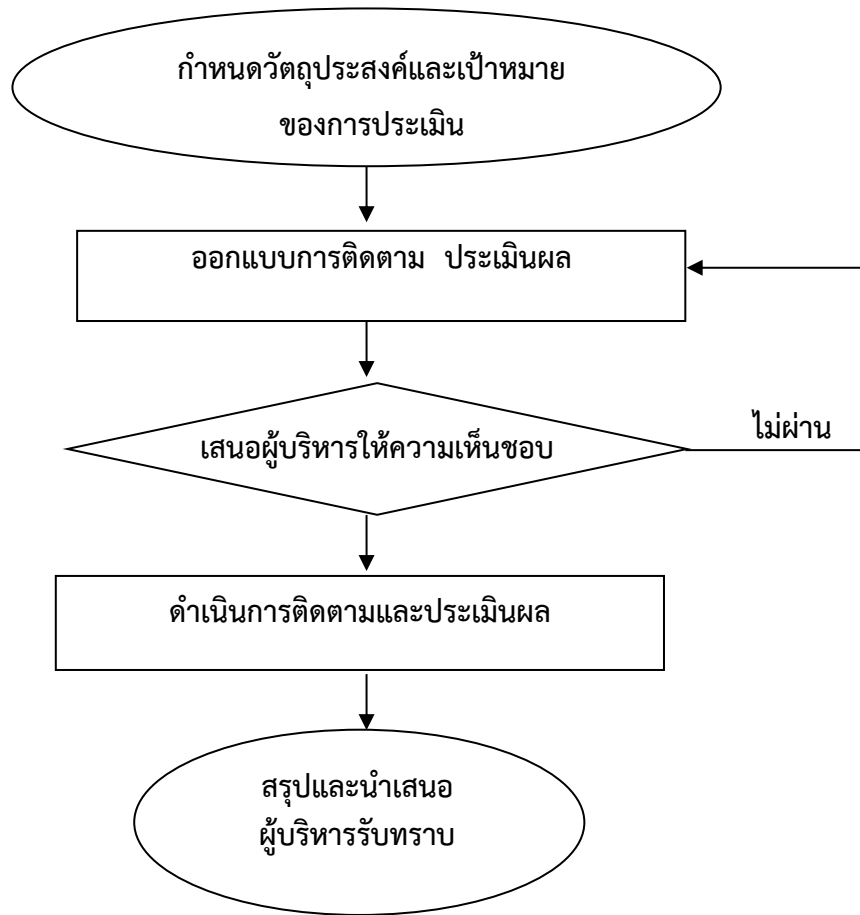 กำหนดวัตถุประสงค์และเป้าหมาย
ของการประเมิน
ออกแบบการติดตาม ประเมินผล
เสนอผู้บริหารให้ความเห็นชอบ
ไม่ผ่าน
ดำเนินการติดตามและประเมินผล
สรุปและนำเสนอ
ผู้บริหารรับทราบ